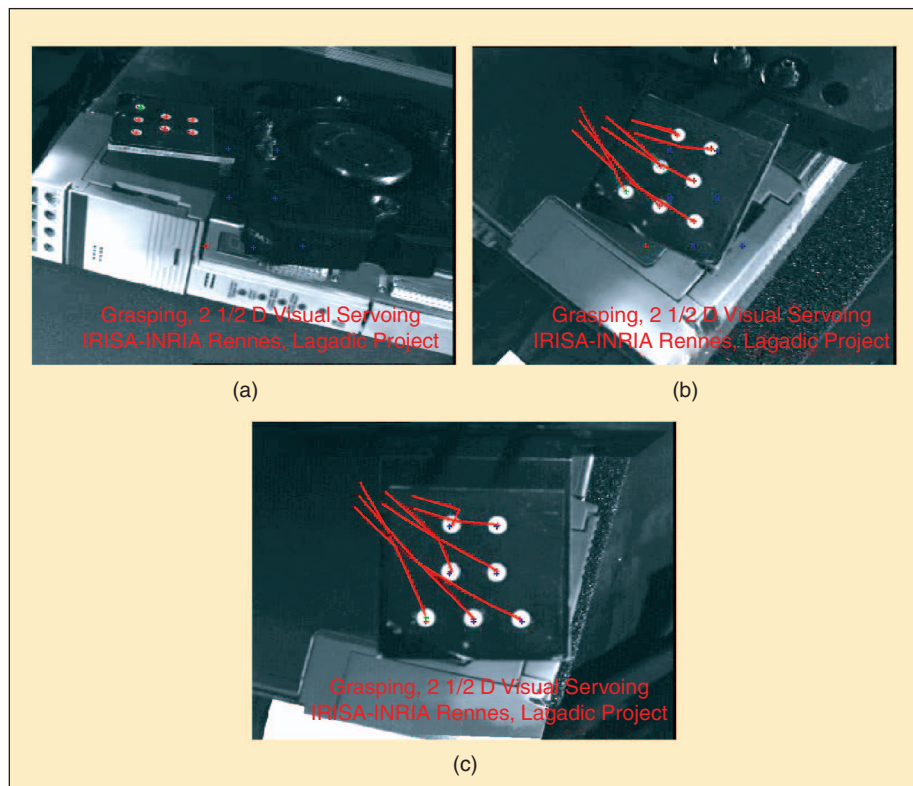 Grasping, 2 1/2 D Visual Servoing
IRISA-INRIA Rennes, Lagadic Project
(a)
Grasping, 2 1/2 D Visual Servoing
IRISA-INRIA Rennes, Lagadic Project
(b)
Grasping, 2 1/2 D Visual Servoing
IRISA-INRIA Rennes, Lagadic Project
(c)